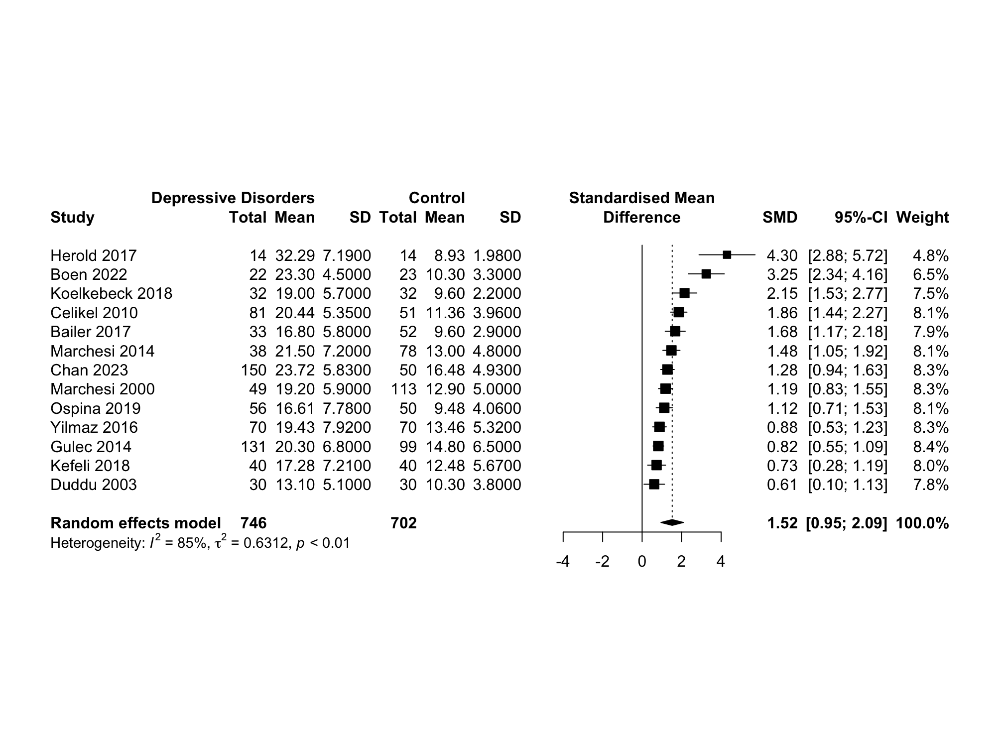 Depressive Disorders Control Standardised Mean
Study Total Mean SD Total Mean SD Difference SMD 95%-CI Weight
Herold 2017 14 32.29 7.1900 14 8.93 1.9800 4.30 [2.88; 5.72] 4.8%
Boen 2022 22 23.30 4.5000 23 10.30 3.3000 3.25 [2.34; 4.16] 6.5%
Koelkebeck 2018 32 19.00 5.7000 32 9.60 2.2000 2.15 [1.53; 2.77] 7.5%
Celikel 2010 81 20.44 5.3500 51 11.36 3.9600 1.86 [1.44; 2.27] 8.1%
Bailer 2017 33 16.80 5.8000 52 9.60 2.9000 1.68 [1.17; 2.18] 7.9%
Marchesi 2014 38 21.50 7.2000 78 13.00 4.8000 1.48 [1.05; 1.92] 8.1%
Chan 2023 150 23.72 5.8300 50 16.48 4.9300 1.28 [0.94; 1.63] 8.3%
Marchesi 2000 49 19.20 5.9000 113 12.90 5.0000 1.19 [0.83; 1.55] 8.3%
Ospina 2019 56 16.61 7.7800 50 9.48 4.0600 1.12 [0.71; 1.53] 8.1%
Yilmaz 2016 70 19.43 7.9200 70 13.46 5.3200 0.88 [0.53; 1.23] 8.3%
Gulec 2014 131 20.30 6.8000 99 14.80 6.5000 0.82 [0.55; 1.09] 8.4%
Kefeli 2018 40 17.28 7.2100 40 12.48 5.6700 0.73 [0.28; 1.19] 8.0%
Duddu 2003 30 13.10 5.1000 30 10.30 3.8000 0.61 [0.10; 1.13] 7.8%
Random effects model 746 702 1.52 [0.95; 2.09] 100.0%
Heterogeneity: I² = 85%, τ² = 0.6312, p < 0.01
-4 -2 0 2 4